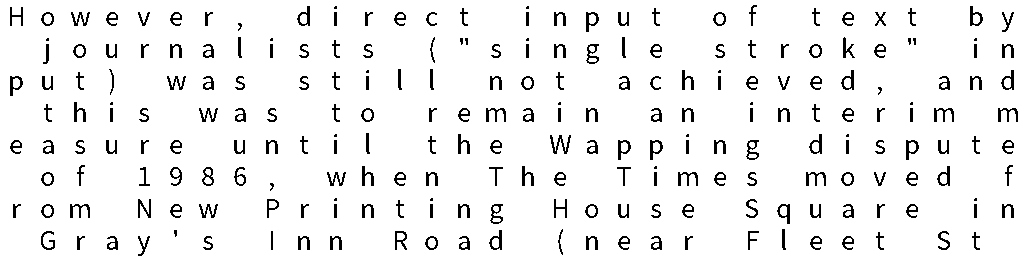 However, direct input of text by
journalists ("single stroke" in
put) was still not achieved, and
this was to remain an interim m
easure until the Wapping dispute
of 1986, when The Times moved f
rom New Printing House Square in
Gray's Inn Road (near Fleet St